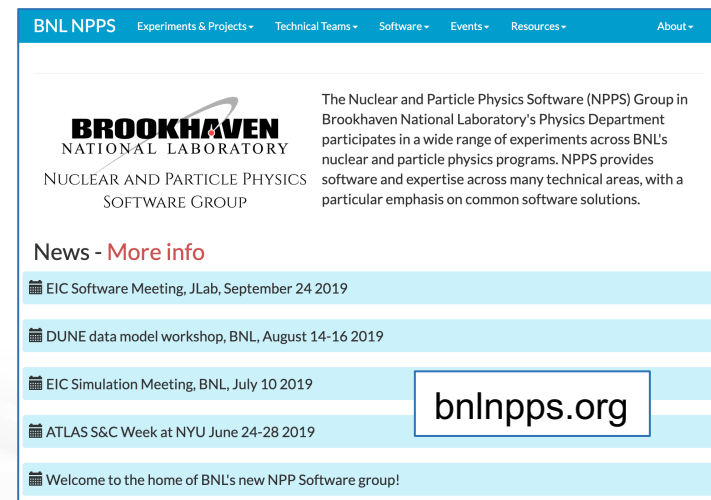 BNL NPPS Experiments & Projects Technical Teams Software Events Resources About
BROOKHAVEN
NATIONAL LABORATORY
NUCLEAR AND PARTICLE PHYSICS
SOFTWARE GROUP
The Nuclear and Particle Physics Software (NPPS) Group in
Brookhaven National Laboratory's Physics Department
participates in a wide range of experiments across BNL's
nuclear and particle physics programs. NPPS provides
software and expertise across many technical areas, with a
particular emphasis on common software solutions.
News - More info
EIC Software Meeting, JLab, September 24 2019
DUNE data model workshop, BNL, August 14-16 2019
EIC Simulation Meeting, BNL, July 10 2019
bnlnpps.org
ATLAS S&C Week at NYU June 24-28 2019
Welcome to the home of BNL's new NPP Software group!